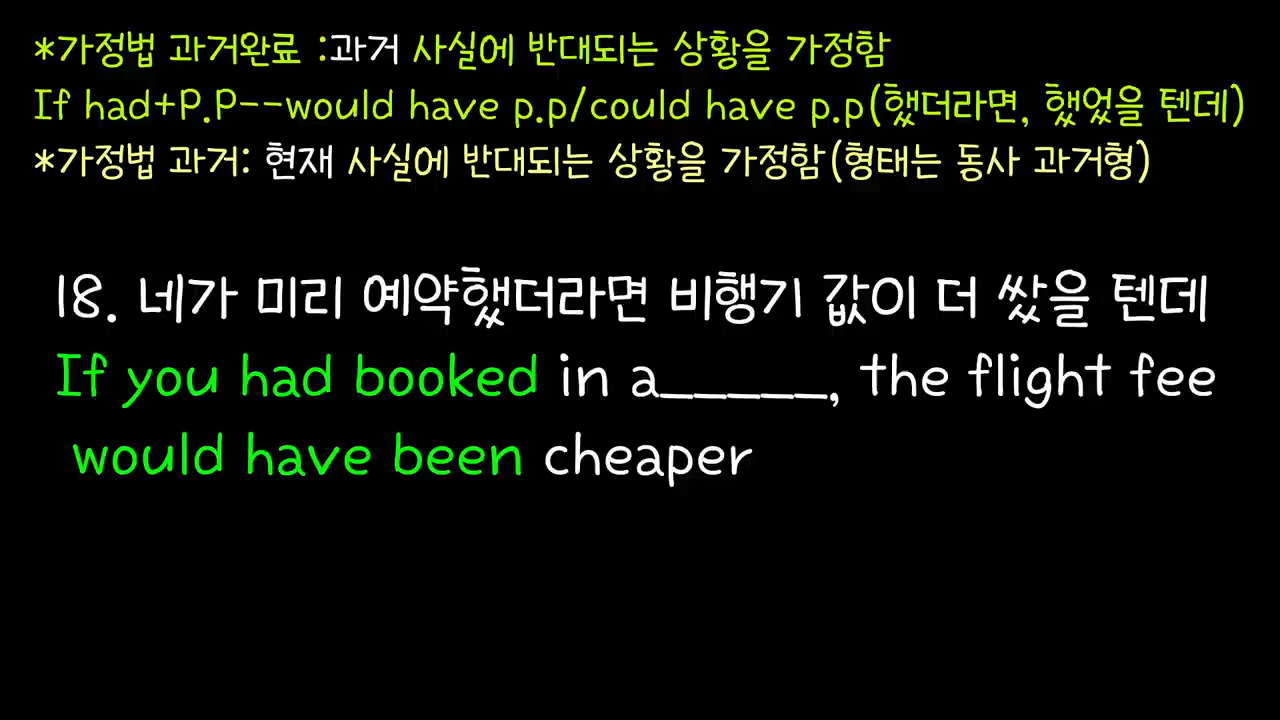 *가정법 과거완료 :과거 사실에 반대되는 상황을 가정함
If had+P.P--would have p.p/could have p.p(했더라면, 했었을 텐데)
*가정법 과거: 현재 사실에 반대되는 상황을 가정함(형태는 동사 과거형)
18. 네가 미리 예약했더라면 비행기 값이 더 쌌을 텐데
If you had booked in a_____, the flight fee
would have been cheaper